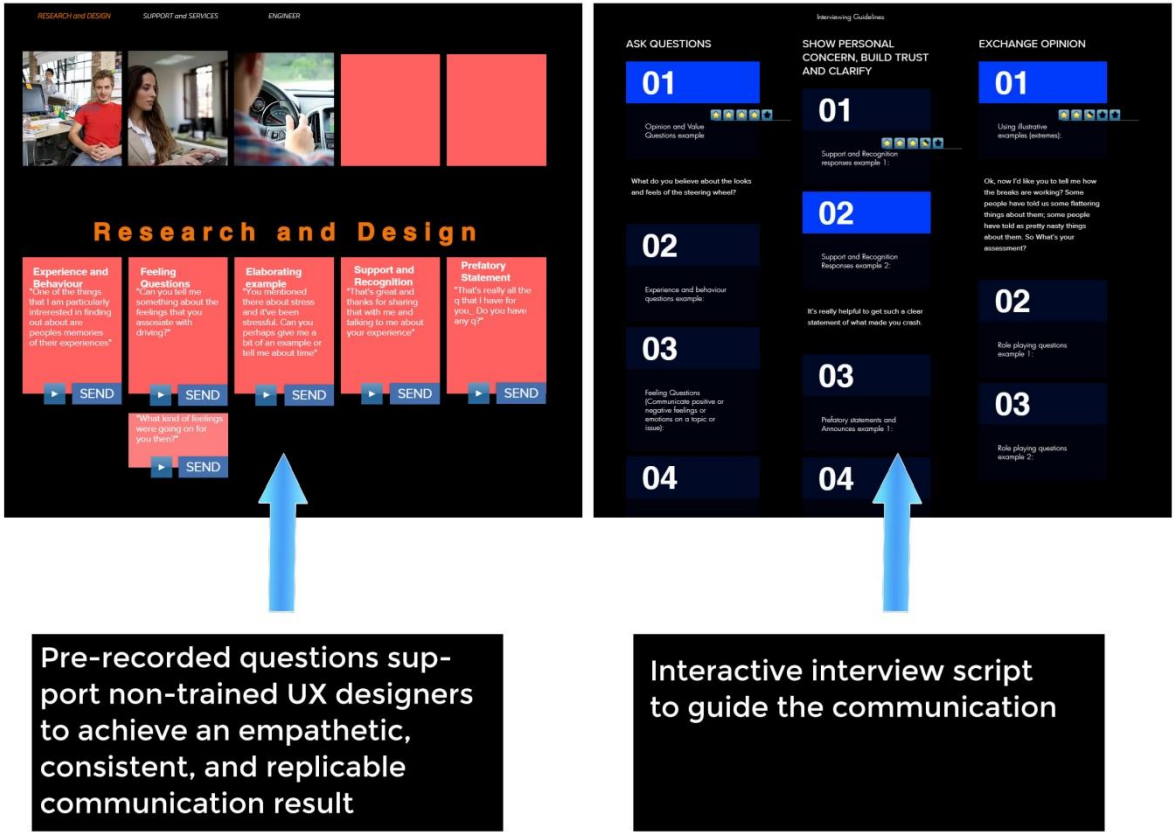 RESEARCH and DESIGN
SUPPORT and SERVICES
ENGINEER
Research and Design
Experience and
Behaviour
"One of the things
that I am particularly
interrested in finding
out about are
peoples memories
of their experiences"
SEND
Feeling
Questions
"Can you tell me
something about the
feelings that you
assosiate with
driving?"
SEND
"What kind of feelings
were going on for
you then?"
SEND
Elaborating
example
"You mentioned
there about stress
and it've been
stressful. Can you
perhaps give me a
bit of an example or
tell me about time"
SEND
Support and
Recognition
"That's great and
thanks for sharing
that with me and
talking to me about
your experience"
SEND
Prefatory
Statement
"That's really all the
q that I have for
you_ Do you have
any q?"
SEND
Interviewing Guidelines
ASK QUESTIONS
01
Opinion and Value
Questions example
What do you believe about the looks
and feels of the steering wheel?
02
Experience and behaviour
questions example:
03
Feeling Questions
(Communicate positive or
negative feelings or
emotions on a topic or
issue):
04
SHOW PERSONAL
CONCERN, BUILD TRUST
AND CLARIFY
01
Support and Recognition
responses example 1:
02
Support and Recognition
Responses example 2:
It's really helpful to get such a clear
statement of what made you crash.
03
Prefatory statements and
Announces example 1:
04
EXCHANGE OPINION
01
Using illustrative
examples (extremes):
Ok, now I'd like you to tell me how
the breaks are working? Some
people have told us some flattering
things about them; some people
have told as pretty nasty things
about them. So What's your
assessment?
02
Role playing questions
example 1:
03
Role playing questions
example 2:
Pre-recorded questions sup-
port non-trained UX designers
to achieve an empathetic,
consistent, and replicable
communication result
Interactive interview script
to guide the communication